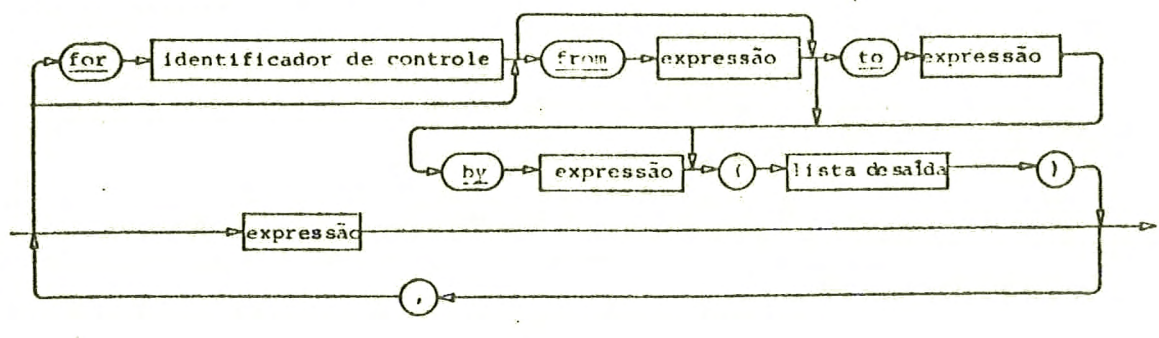 for identificador de controle from expressão to expressão
by expressão ( lista de saída )
expressão
,